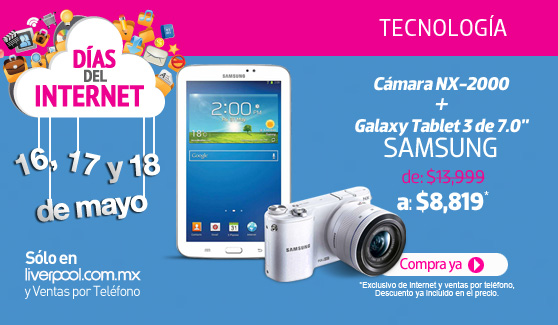 TECNOLOGÍA
DÍAS
DEL
INTERNET
16, 17 y 18
de mayo
Sólo en
liverpool.com.mx
y Ventas por Teléfono
SAMSUNG
2:00
Google
SAMSUNG
Cámara NX-2000
+
Galaxy Tablet 3 de 7.0"
SAMSUNG
de: $13,999
a: $8,819*
Compra ya
*Exclusivo de Internet y ventas por teléfono,
Descuento ya incluido en el precio.